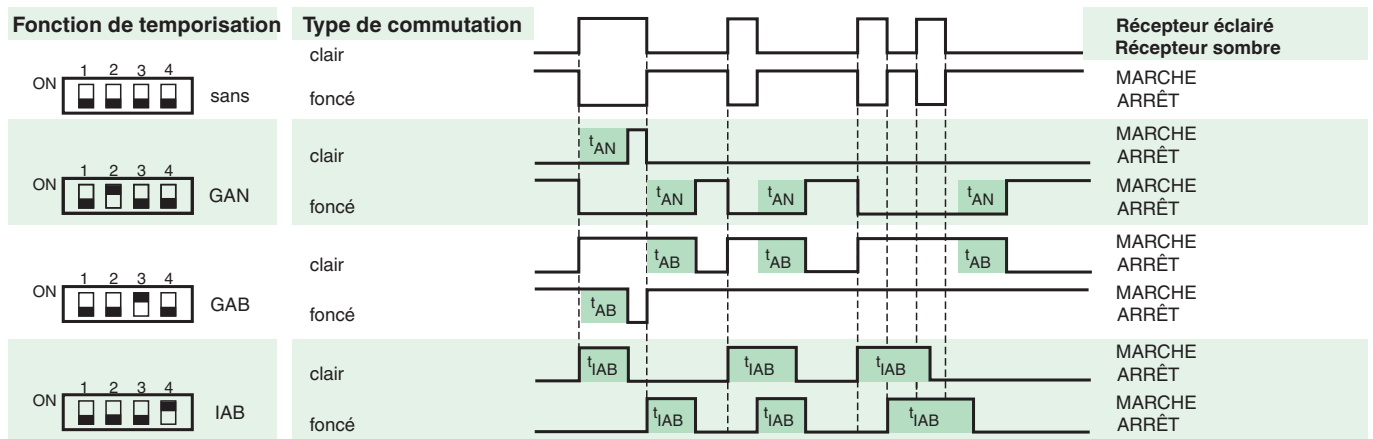 Fonction de temporisation Type de commutation Récepteur éclairé
clair Récepteur sombre
1 2 3 4 MARCHE
ON sans foncé ARRÊT
clair tAN MARCHE
ARRÊT
1 2 3 4
ON GAN foncé tAN tAN tAN MARCHE
ARRÊT
clair tAB tAB tAB MARCHE
ARRÊT
1 2 3 4
ON GAB foncé tAB MARCHE
ARRÊT
clair tIAB tIAB tIAB MARCHE
ARRÊT
1 2 3 4
ON IAB foncé tIAB tIAB tIAB MARCHE
ARRÊT